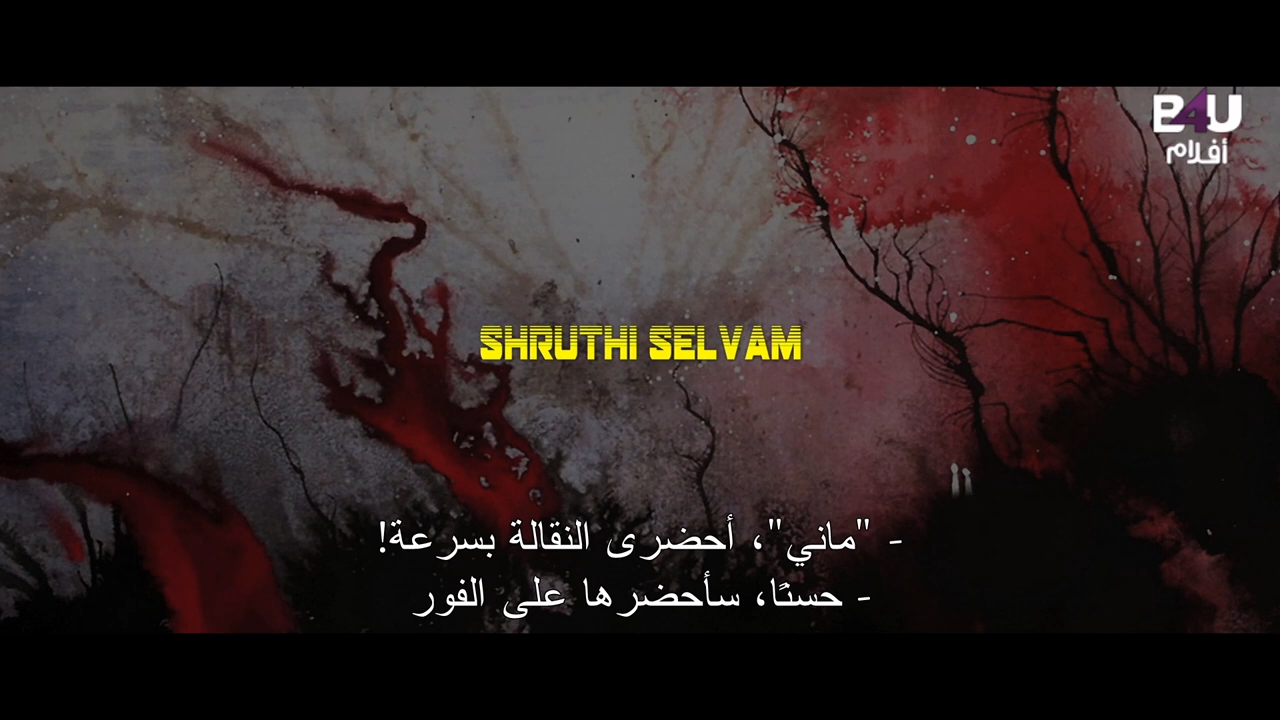 B4U
أفلام
SHRUTHI SELVAM
- "ماني"، أحضرى النقالة بسرعة!
- حسنًا، سأحضرها على الفور